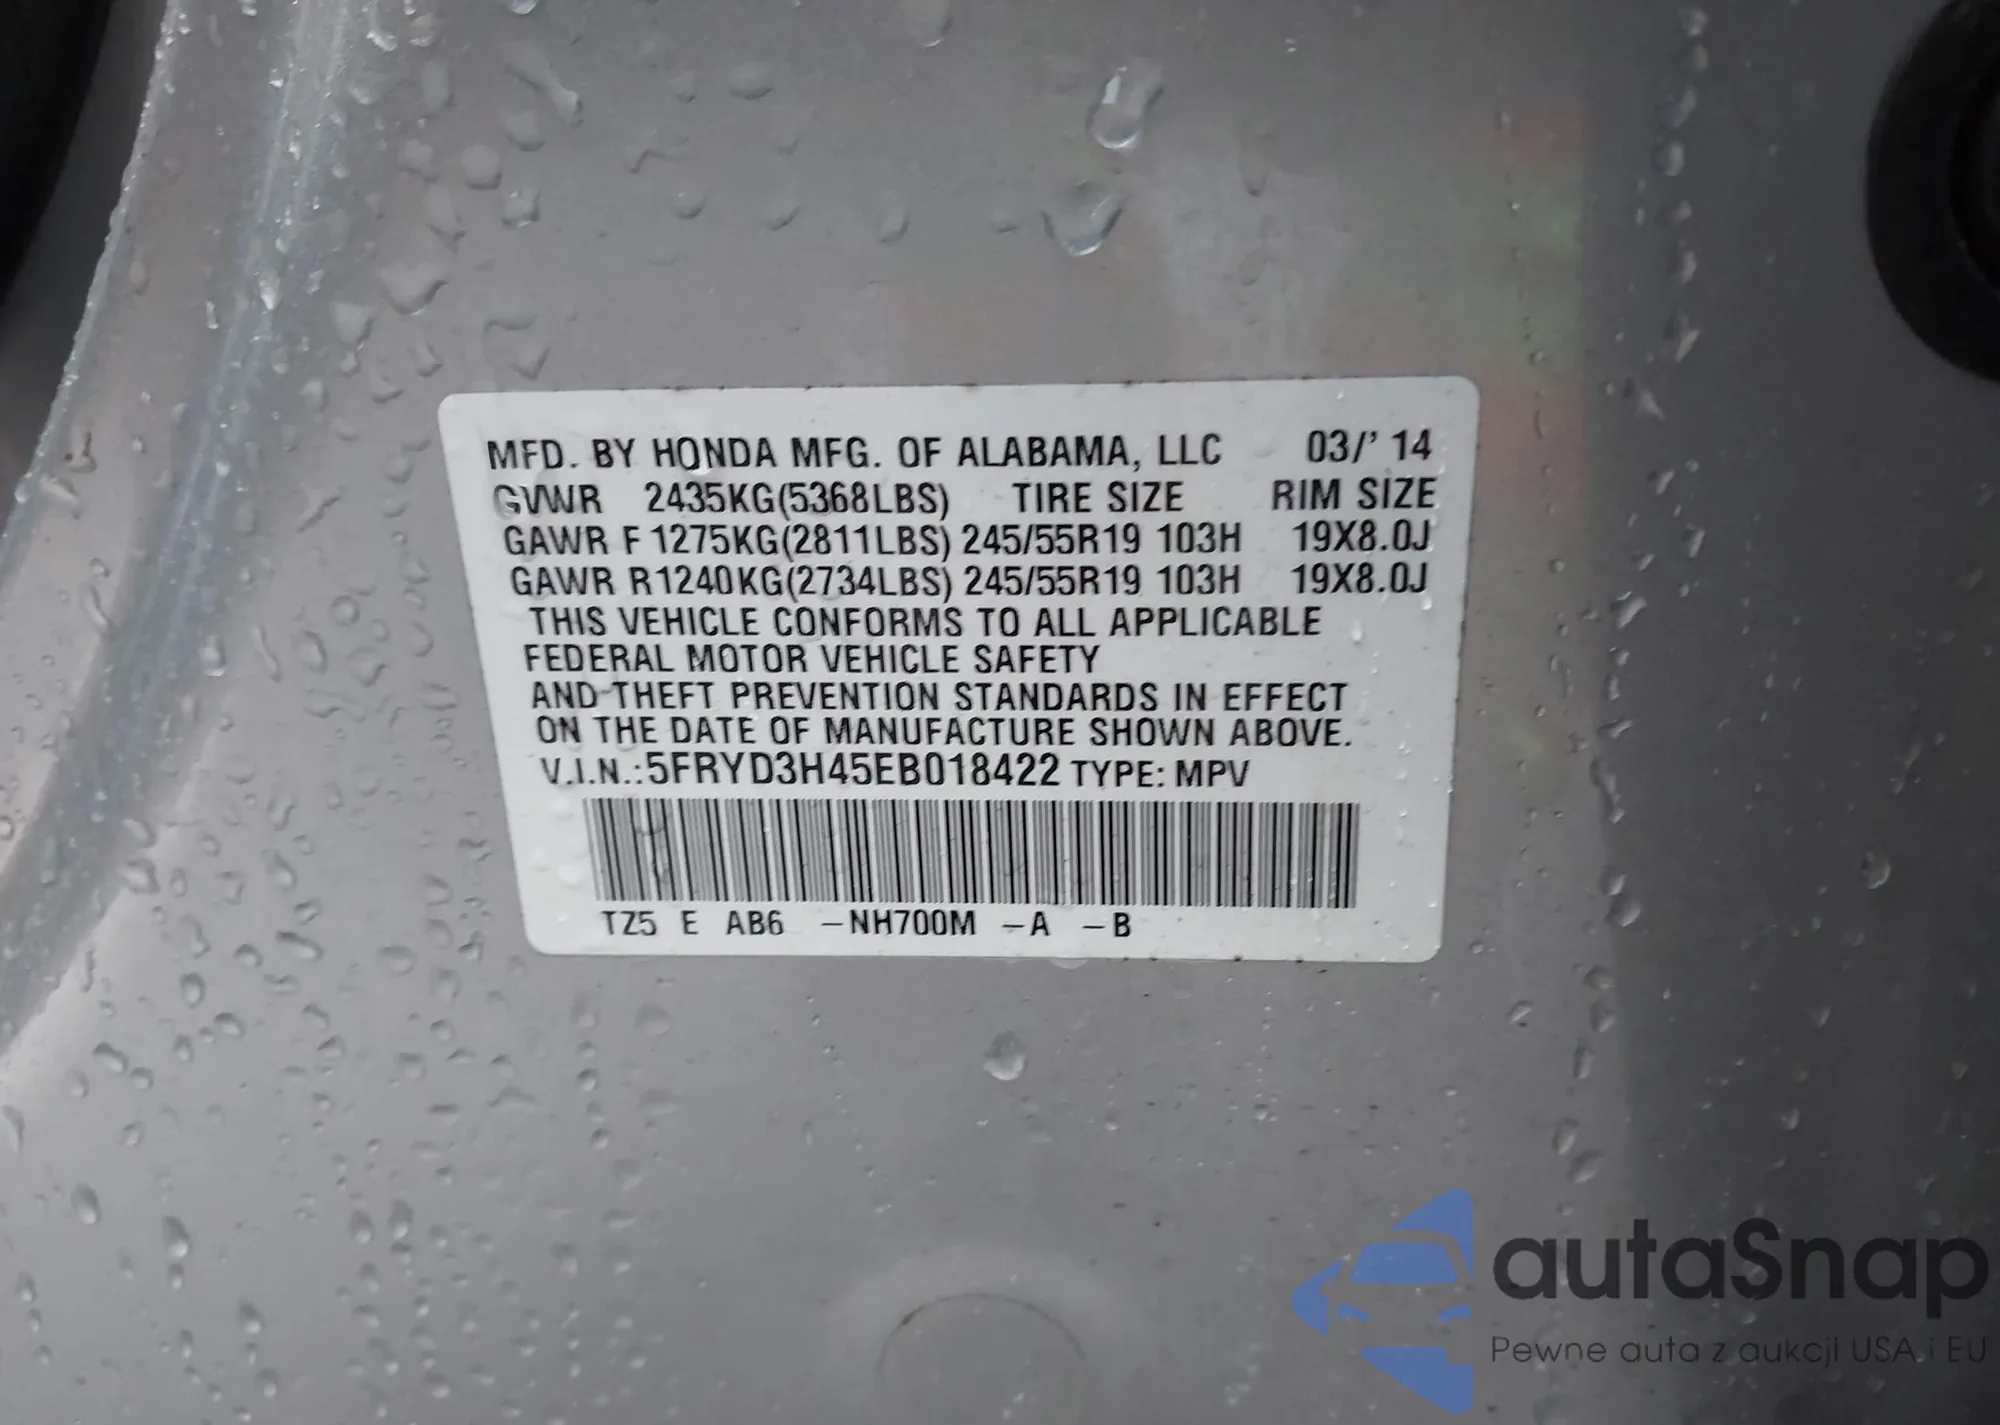 MFD. BY HONDA MFG. OF ALABAMA, LLC 03/' 14
GVWR 2435KG(5368LBS) TIRE SIZE RIM SIZE
GAWR F 1275KG(2811LBS) 245/55R19 103H 19X8.0J
GAWR R 1240KG(2734LBS) 245/55R19 103H 19X8.0J
THIS VEHICLE CONFORMS TO ALL APPLICABLE
FEDERAL MOTOR VEHICLE SAFETY
AND THEFT PREVENTION STANDARDS IN EFFECT
ON THE DATE OF MANUFACTURE SHOWN ABOVE.
V.I.N.:5FRYD3H45EB018422 TYPE: MPV
TZ5 E AB6 –NH700M –A –B
autaSnap
Pewne auta z aukcji USA i EU